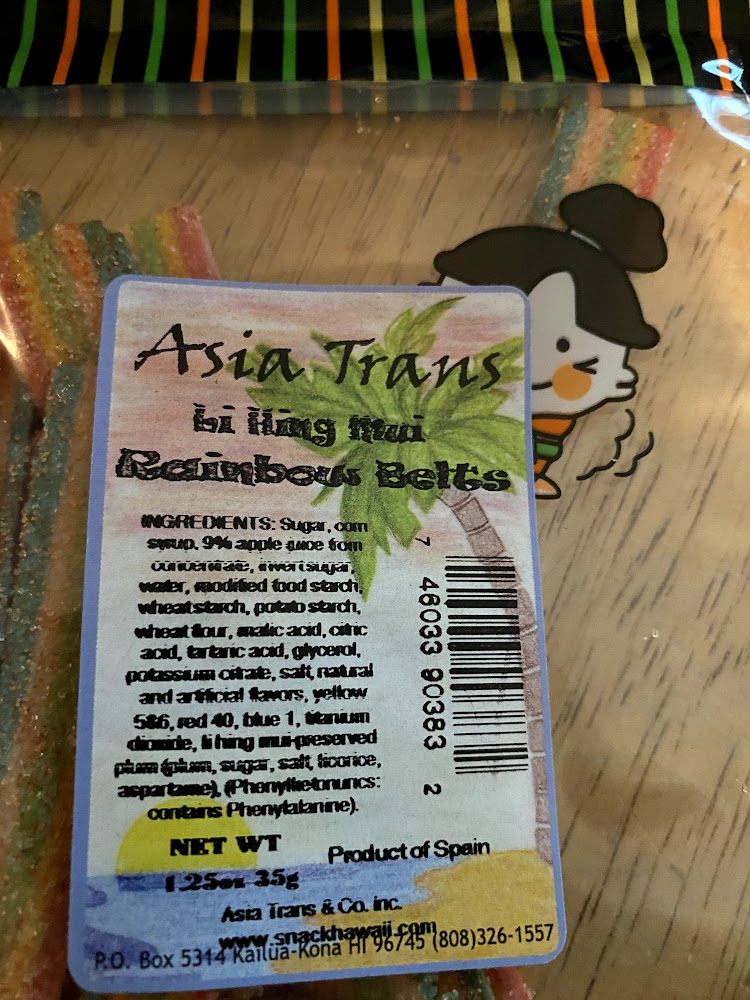 Asia Trans
Li Hing Mui
Rainbow Belts
INGREDIENTS: Sugar, corn
syrup, 9% apple juice from
concentrate, invert sugar,
water, modified food starch,
wheat starch, potato starch,
wheat flour, malic acid, citric
acid, tartaric acid, glycerol,
potassium citrate, salt, natural
and artificial flavors, yellow
5&6, red 40, blue 1, titanium
dioxide, li hing mui-preserved
plum (plum, sugar, salt, licorice,
aspartame), (Phenylketonurics:
contains Phenylalanine).
7 46033 90383 2
NET WT
1.25oz 35g
Product of Spain
Asia Trans & Co. inc.
www.snackhawaii.com
P.O. Box 5314 Kailua-Kona HI 96745 (808)326-1557